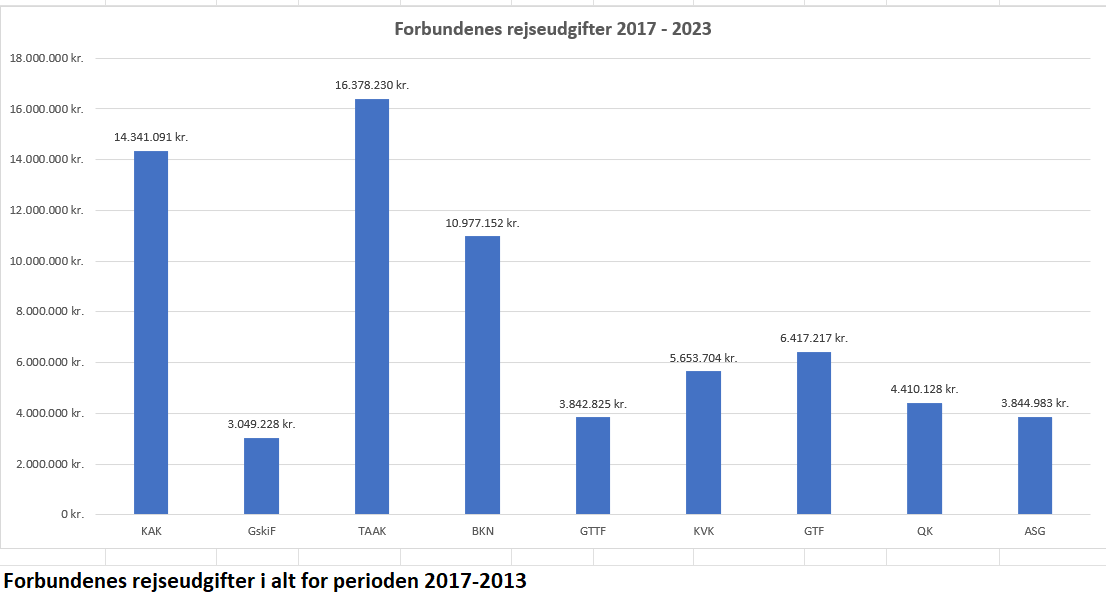 Forbundenes rejseudgifter 2017 - 2023
18.000.000 kr.
16.000.000 kr.
14.000.000 kr.
12.000.000 kr.
10.000.000 kr.
8.000.000 kr.
6.000.000 kr.
4.000.000 kr.
2.000.000 kr.
0 kr.
14.341.091 kr.
3.049.228 kr.
16.378.230 kr.
10.977.152 kr.
3.842.825 kr.
5.653.704 kr.
6.417.217 kr.
4.410.128 kr.
3.844.983 kr.
KAK GskiF TAAK BKN GTTF KVK GTF QK ASG
Forbundenes rejseudgifter i alt for perioden 2017-2013